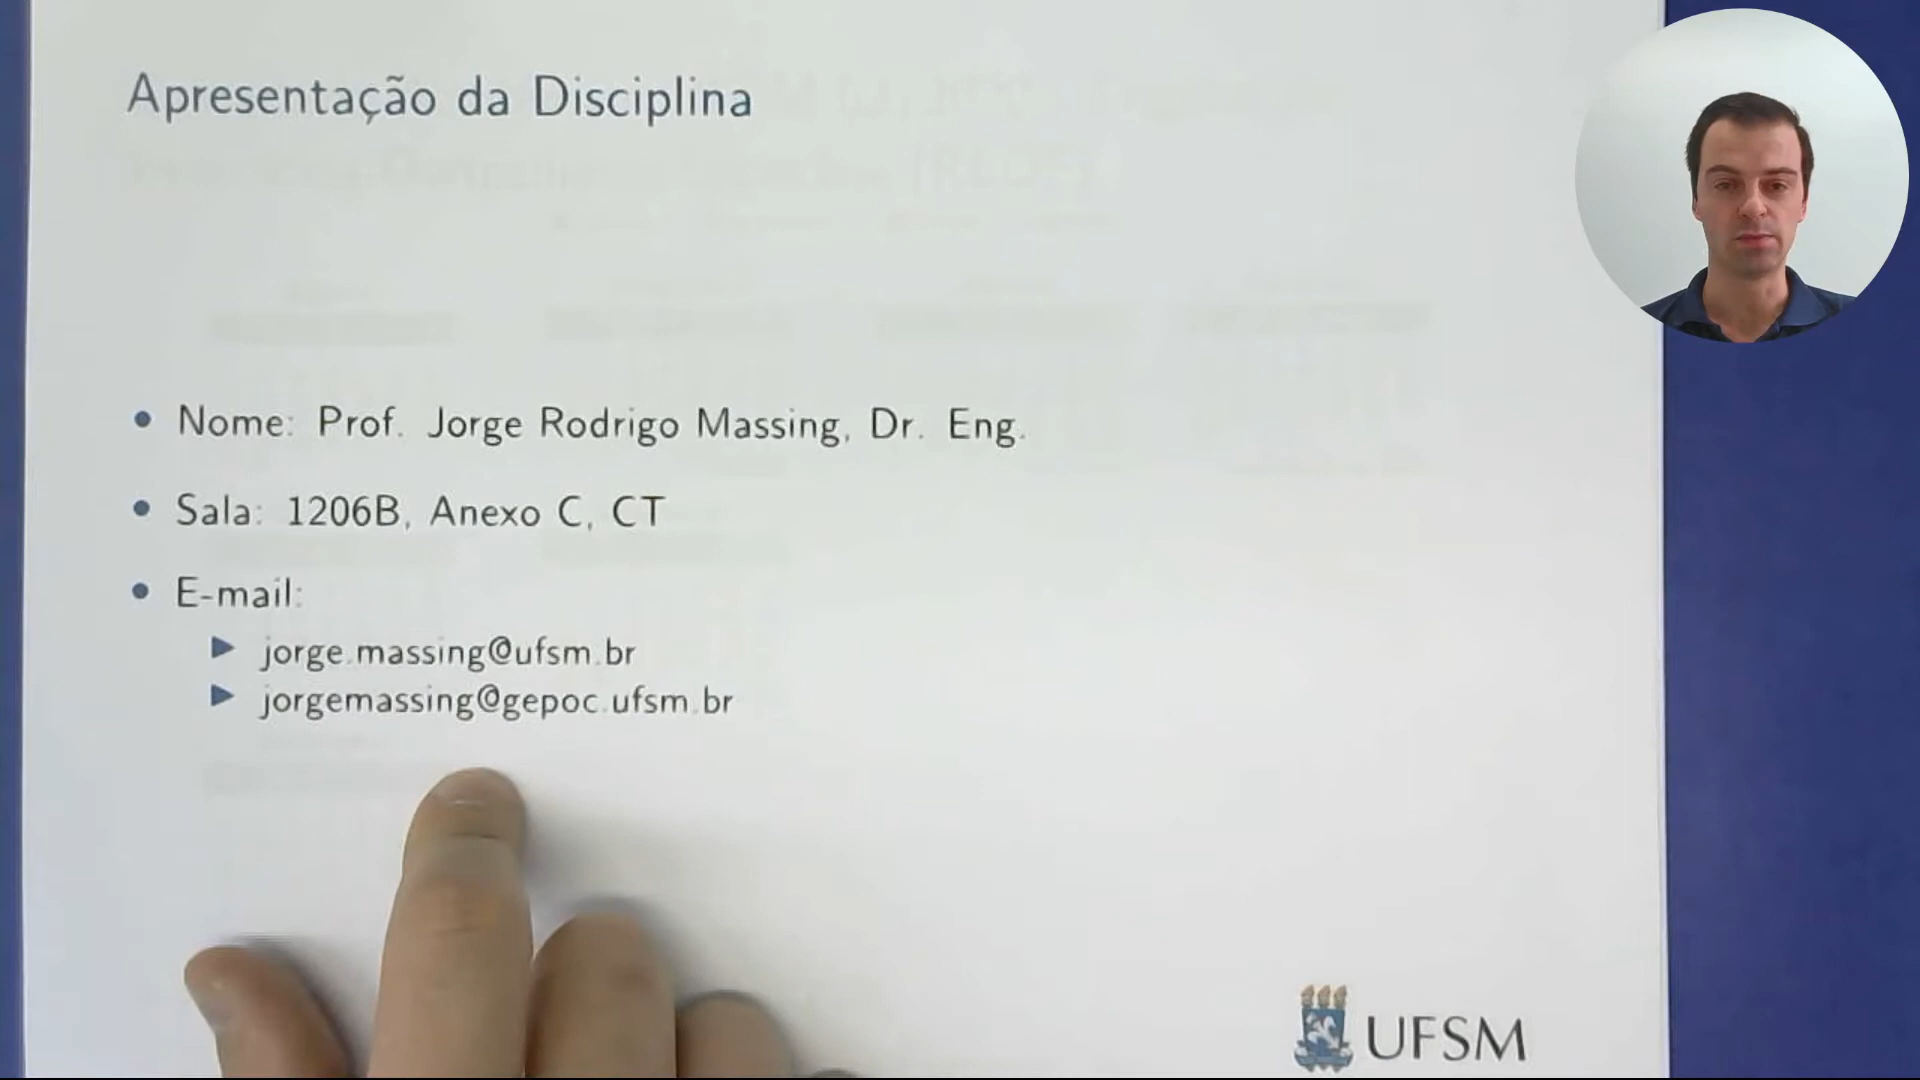 Apresentação da Disciplina
Nome: Prof. Jorge Rodrigo Massing, Dr. Eng.
Sala: 1206B, Anexo C, CT
E-mail:
jorge.massing@ufsm.br
jorgemassing@gepoc.ufsm.br
UFSM